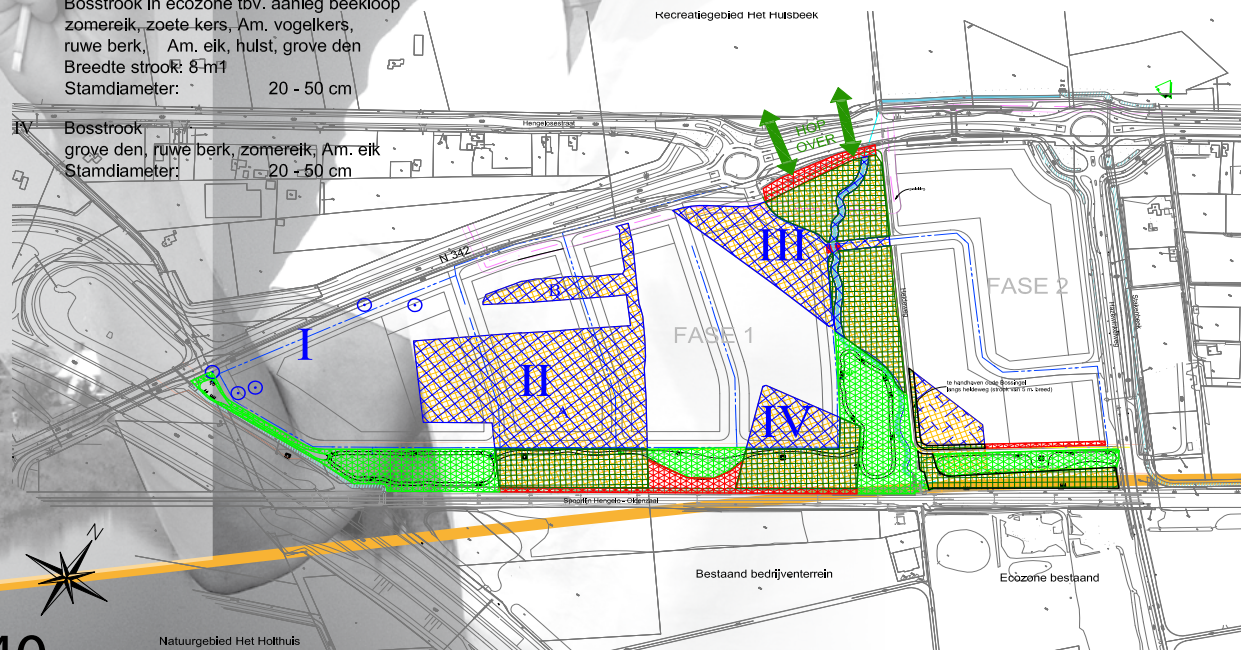 Bosstrook in ecozone tbv. aanleg beekloop
zomereik, zoete kers, Am. vogelkers,
ruwe berk, Am. eik, hulst, grove den
Breedte strook: 8 m1
Stamdiameter: 20 - 50 cm
IV Bosstrook
grove den, ruwe berk, zomereik, Am. eik
Stamdiameter: 20 - 50 cm
Recreatiegebied Het Hulsbeek
Hengelosestraat
HOP
OVER
N 342
I
II
A
B
III
IV
FASE 1
FASE 2
te handhaven oude Bossingel
langs heideweg (strook van 5 m. breed)
Spoorlijn Hengelo - Oldenzaal
Bestaand bedrijventerrein
Ecozone bestaand
N
Natuurgebied Het Holthuis